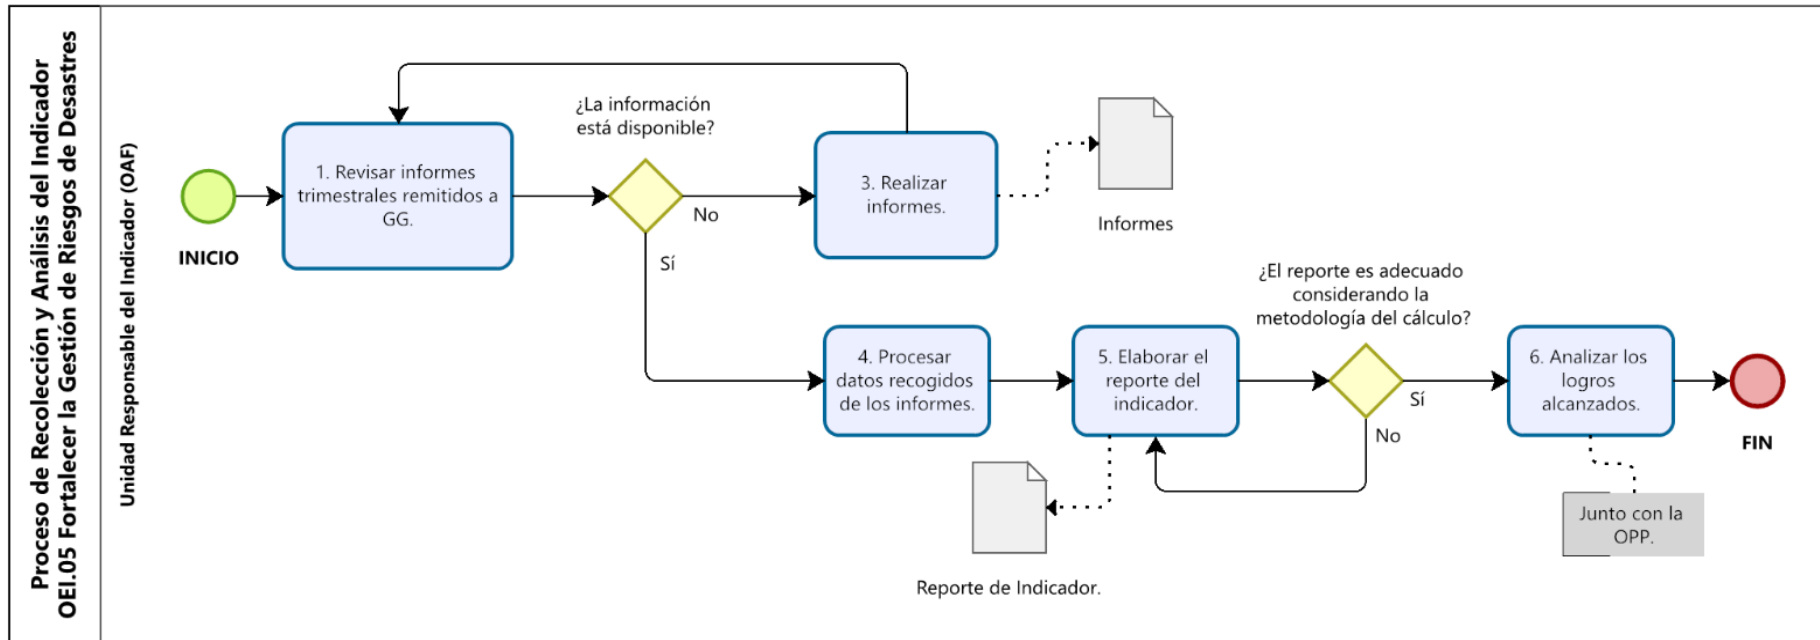 Proceso de Recolección y Análisis del Indicador
OEI.05 Fortalecer la Gestión de Riesgos de Desastres
Unidad Responsable del Indicador (OAF)
INICIO
1. Revisar informes
trimestrales remitidos a
GG.
¿La información
está disponible?
No
Sí
3. Realizar
informes.
Informes
4. Procesar
datos recogidos
de los informes.
5. Elaborar el
reporte del
indicador.
Reporte de Indicador.
¿El reporte es adecuado
considerando la
metodología del cálculo?
Sí
No
6. Analizar los
logros
alcanzados.
Junto con la
OPP.
FIN